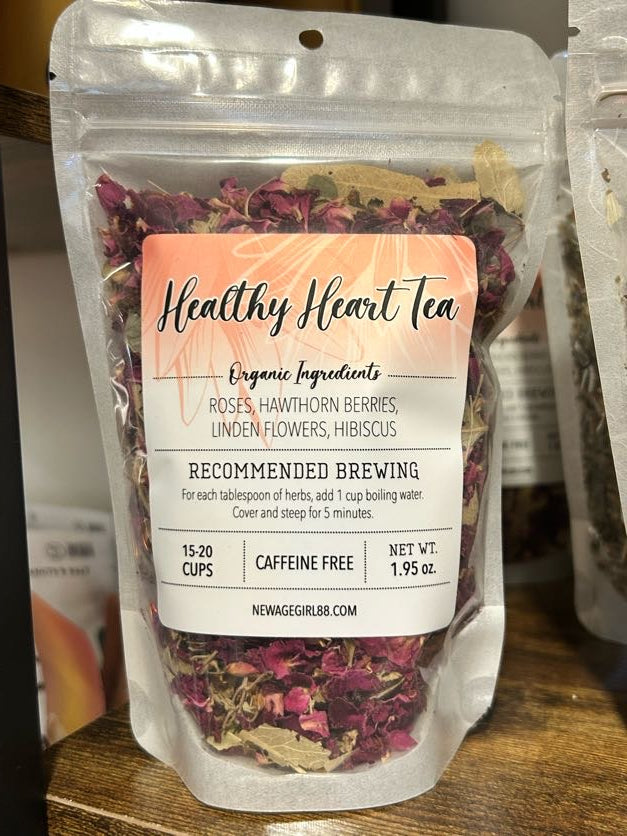 Healthy Heart Tea
Organic Ingredients
ROSES, HAWTHORN BERRIES,
LINDEN FLOWERS, HIBISCUS
RECOMMENDED BREWING
For each tablespoon of herbs, add 1 cup boiling water.
Cover and steep for 5 minutes.
15-20
CUPS
CAFFEINE FREE
NET WT.
1.95 oz.
NEWAGEGIRL88.COM